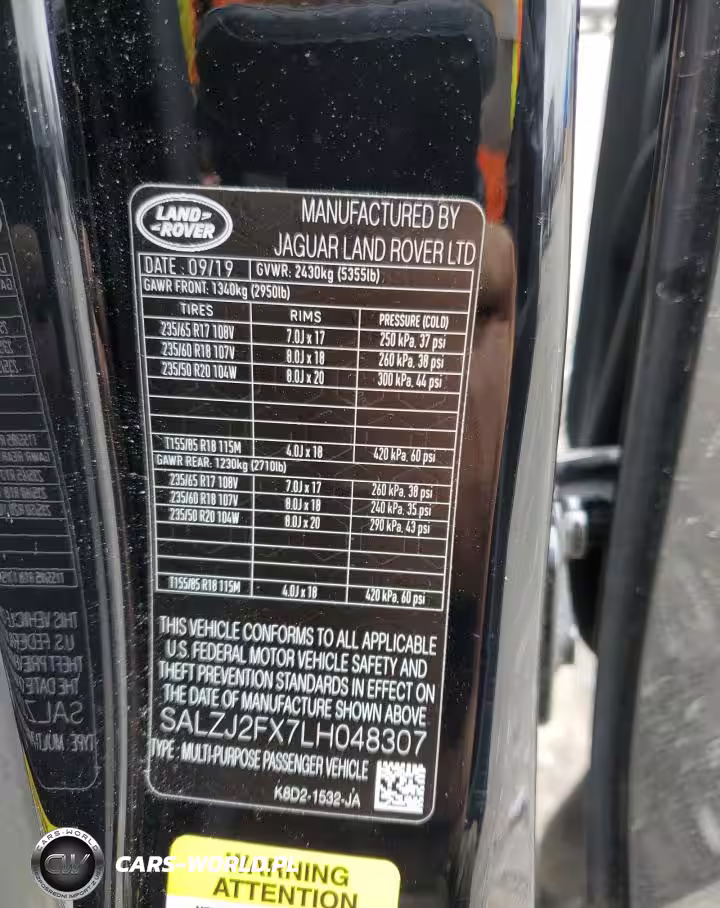 LAND-
-ROVER
MANUFACTURED BY
JAGUAR LAND ROVER LTD
DATE : 09/19 GVWR: 2430kg (5355lb)
GAWR FRONT: 1340kg (2950lb)
TIRES RIMS PRESSURE (COLD)
235/65 R17 108V 7.0J x 17 250 kPa, 37 psi
235/60 R18 107V 8.0J x 18 260 kPa, 38 psi
235/50 R20 104W 8.0J x 20 300 kPa, 44 psi
T155/85 R18 115M 4.0J x 18 420 kPa, 60 psi
GAWR REAR: 1230kg (2710lb)
235/65 R17 108V 7.0J x 17 260 kPa, 38 psi
235/60 R18 107V 8.0J x 18 240 kPa, 35 psi
235/50 R20 104W 8.0J x 20 290 kPa, 43 psi
T155/85 R18 115M 4.0J x 18 420 kPa, 60 psi
THIS VEHICLE CONFORMS TO ALL APPLICABLE
U.S. FEDERAL MOTOR VEHICLE SAFETY AND
THEFT PREVENTION STANDARDS IN EFFECT ON
THE DATE OF MANUFACTURE SHOWN ABOVE
SALZJ2FX7LH048307
TYPE : MULTI-PURPOSE PASSENGER VEHICLE
K8D2-1532-JA
WARNING
ATTENTION
CARS-WORLD
CW
CARS-WORLD.PL